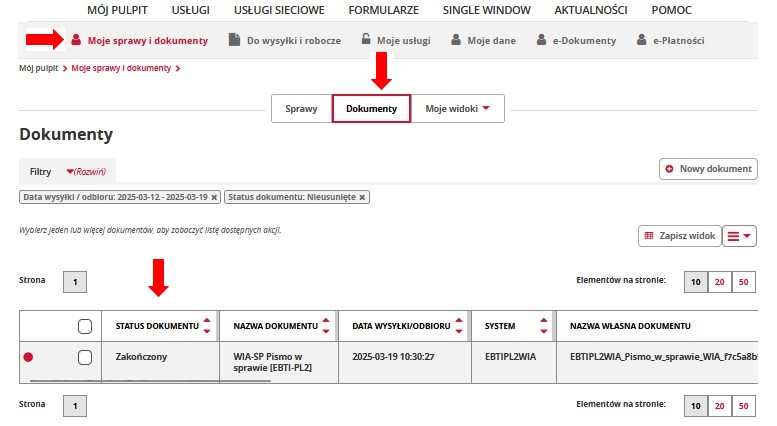 MÓJ PULPIT USŁUGI USŁUGI SIECIOWE FORMULARZE SINGLE WINDOW AKTUALNOŚCI POMOC
Moje sprawy i dokumenty Do wysyłki i robocze Moje usługi Moje dane e-Dokumenty e-Płatności
Mój pulpit Moje sprawy i dokumenty
Sprawy Dokumenty Moje widoki
Dokumenty
Filtry (Rozwiń)
Nowy dokument
Data wysyłki / odbioru: 2025-03-12 - 2025-03-19 Status dokumentu: Nieusunięte
Wybierz jeden lub więcej dokumentów, aby zobaczyć listę dostępnych akcji.
Zapisz widok
Strona 1 Elementów na stronie: 10 20 50
STATUS DOKUMENTU NAZWA DOKUMENTU DATA WYSYŁKI/ODBIORU SYSTEM NAZWA WŁASNA DOKUMENTU
Zakończony WIA-SP Pismo w sprawie [EBTI-PL2] 2025-03-19 10:30:27 EBTIPL2WIA EBTIPL2WIA_Pismo_w_sprawie_WIA_f7c5a8b
Strona 1 Elementów na stronie: 10 20 50